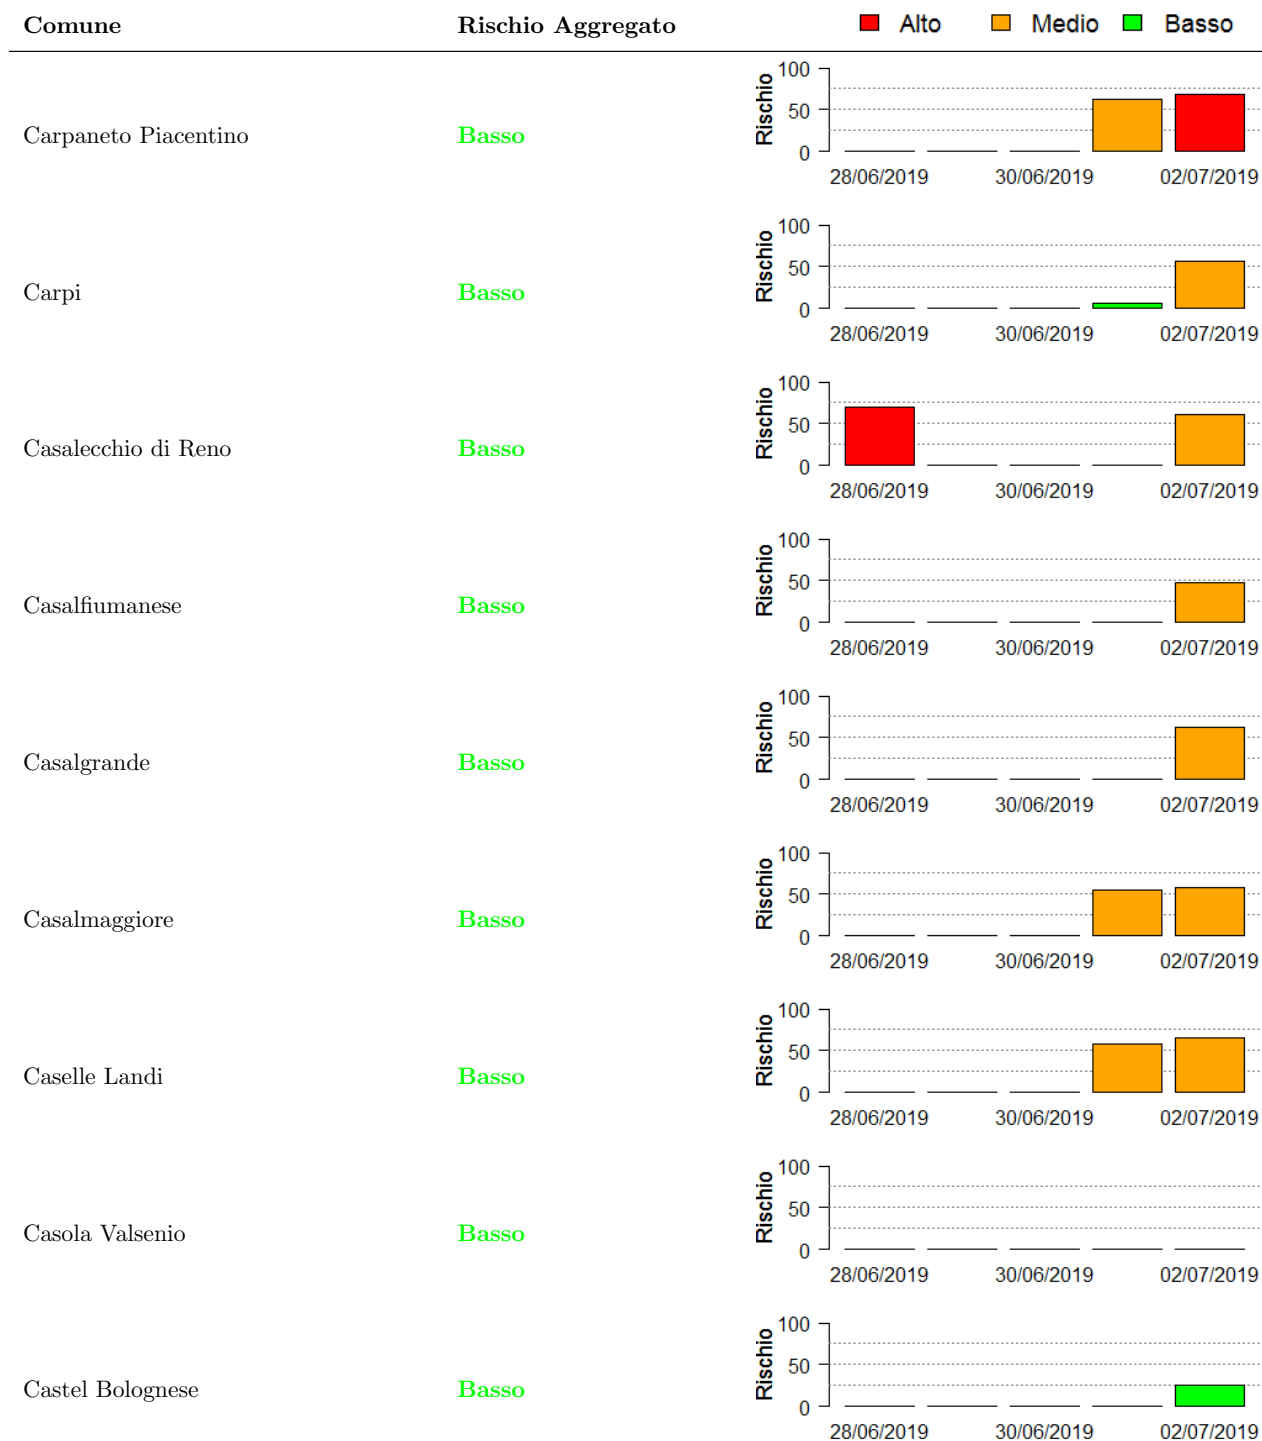 Comune Rischio Aggregato Alto Medio Basso
Carpaneto Piacentino Basso
Rischio
100
50
0
28/06/2019 30/06/2019 02/07/2019
Carpi Basso
Rischio
100
50
0
28/06/2019 30/06/2019 02/07/2019
Casalecchio di Reno Basso
Rischio
100
50
0
28/06/2019 30/06/2019 02/07/2019
Casalfiumanese Basso
Rischio
100
50
0
28/06/2019 30/06/2019 02/07/2019
Casalgrande Basso
Rischio
100
50
0
28/06/2019 30/06/2019 02/07/2019
Casalmaggiore Basso
Rischio
100
50
0
28/06/2019 30/06/2019 02/07/2019
Caselle Landi Basso
Rischio
100
50
0
28/06/2019 30/06/2019 02/07/2019
Casola Valsenio Basso
Rischio
100
50
0
28/06/2019 30/06/2019 02/07/2019
Castel Bolognese Basso
Rischio
100
50
0
28/06/2019 30/06/2019 02/07/2019